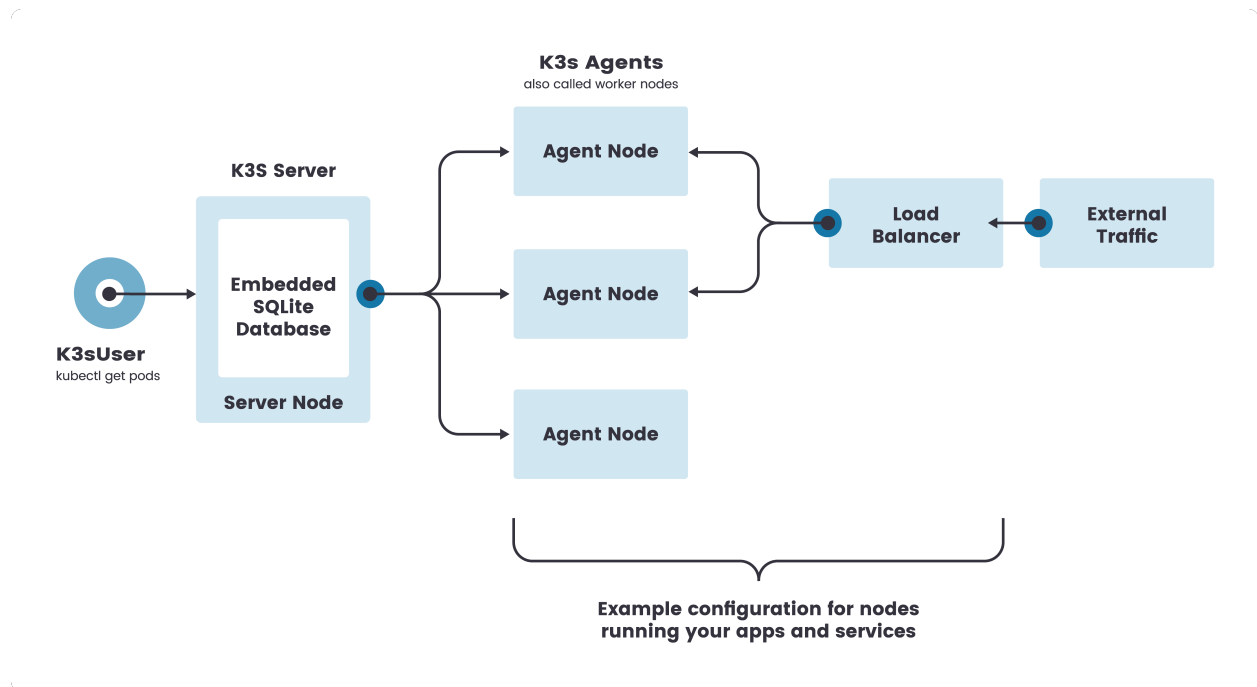 K3s Agents
also called worker nodes
Agent Node
K3S Server
Embedded
SQLite
Database
Server Node
K3sUser
kubectl get pods
Agent Node
Agent Node
Load
Balancer
External
Traffic
Example configuration for nodes
running your apps and services